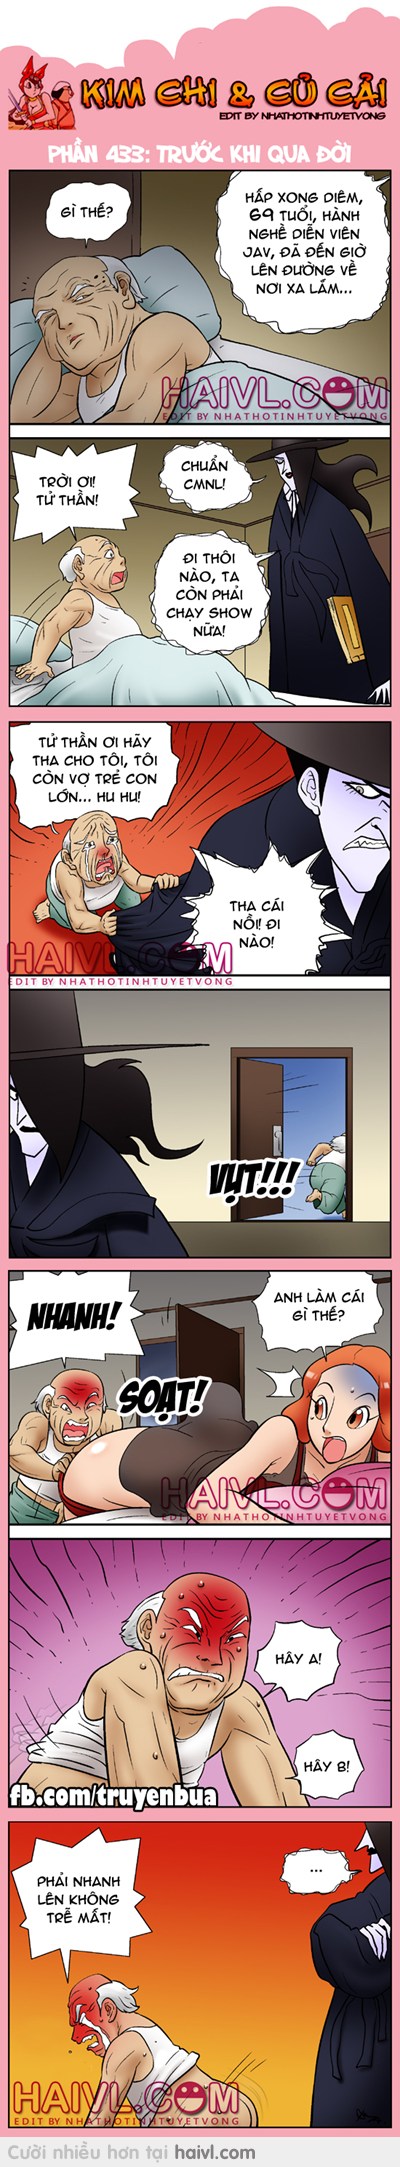 KIM CHI & CỦ CẢI
EDIT BY NHATHOTINHTUYETVONG
PHẦN 433: TRƯỚC KHI QUA ĐỜI
GÌ THẾ?
HẤP XONG DIÊM,
69 TUỔI, HÀNH
NGHỀ DIỄN VIÊN
JAV, ĐÃ ĐẾN GIỜ
LÊN ĐƯỜNG VỀ
NƠI XA LẮM...
HAIVL.COM
EDIT BY NHATHOTINHTUYETVONG
TRỜI ƠI!
TỬ THẦN!
CHUẨN
CMNL!
ĐI THÔI
NÀO, TA
CÒN PHẢI
CHẠY SHOW
NỮA!
TỬ THẦN ƠI HÃY
THA CHO TÔI, TÔI
CÒN VỢ TRẺ CON
LỚN... HU HU!
THA CÁI
NỒI! ĐI
NÀO!
HAIVL.COM
EDIT BY NHATHOTINHTUYETVONG
VỤT!!!
NHANH!
ANH LÀM CÁI
GÌ THẾ?
SOẠT!
HAIVL.COM
EDIT BY NHATHOTINHTUYETVONG
HÂY A!
HÂY B!
fb.com/truyenbua
PHẢI NHANH
LÊN KHÔNG
TRỄ MẤT!
...
HAIVL.COM
EDIT BY NHATHOTINHTUYETVONG
Cười nhiều hơn tại haivl.com